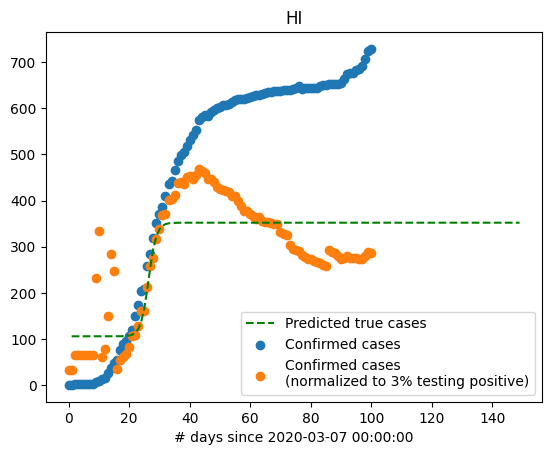 HI
700
600
500
400
300
200
100
0
Predicted true cases
Confirmed cases
Confirmed cases
(normalized to 3% testing positive)
0 20 40 60 80 100 120 140
# days since 2020-03-07 00:00:00